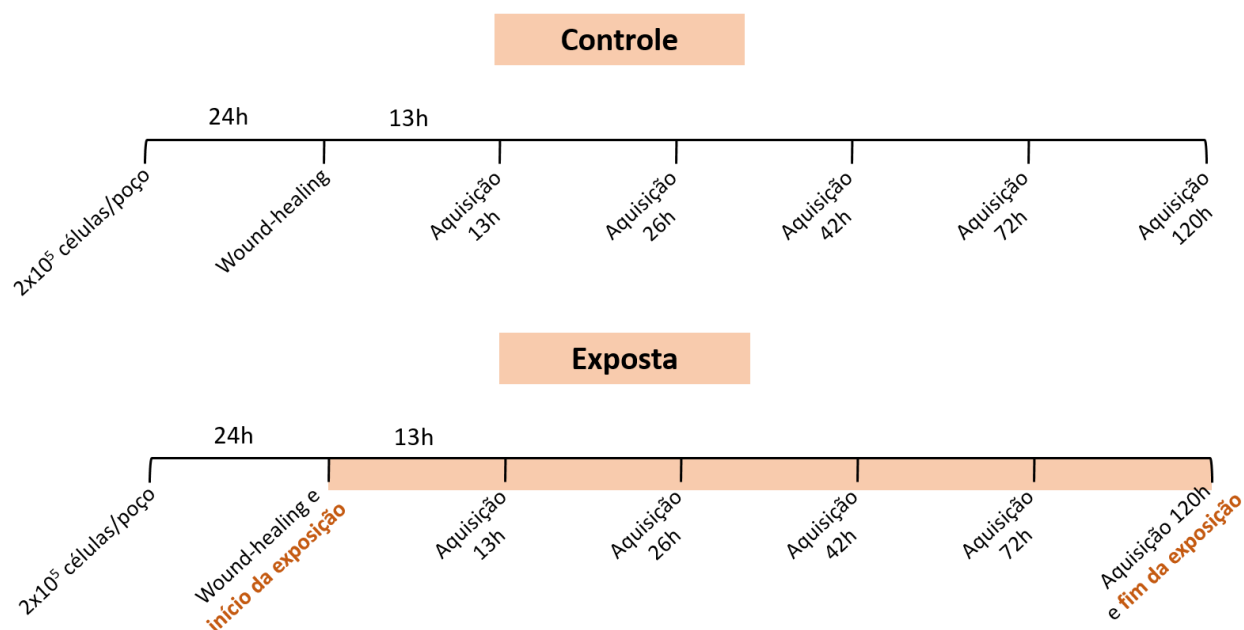 Controle
24h
13h
2x10⁵ células/poço
Wound-healing
Aquisição
13h
Aquisição
26h
Aquisição
42h
Aquisição
72h
Aquisição
120h
Exposta
24h
13h
2x10⁵ células/poço
Wound-healing e
início da exposição
Aquisição
13h
Aquisição
26h
Aquisição
42h
Aquisição
72h
Aquisição 120h
e fim da exposição